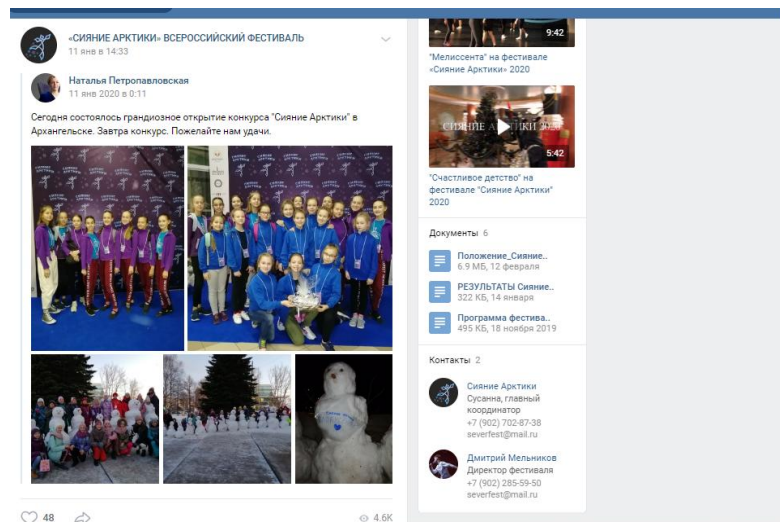 «СИЯНИЕ АРКТИКИ» ВСЕРОССИЙСКИЙ ФЕСТИВАЛЬ
11 янв в 14:33
Наталья Петропавловская
11 янв 2020 в 0:11
Сегодня состоялось грандиозное открытие конкурса "Сияние Арктики" в
Архангельске. Завтра конкурс. Пожелайте нам удачи.
48
4.6K
9:42
"Мелиссента" на фестивале
«Сияние Арктики» 2020
СИЯНИЕ АРКТИКИ 2020
5:42
"Счастливое детство" на
фестивале "Сияние Арктики"
2020
Документы 6
Положение_Сияние..
6.9 МБ, 12 февраля
РЕЗУЛЬТАТЫ Сияние..
322 КБ, 14 января
Программа фестива..
495 КБ, 18 ноября 2019
Контакты 2
Сияние Арктики
Сусанна, главный
координатор
+7 (902) 702-87-38
severfest@mail.ru
Дмитрий Мельников
Директор фестиваля
+7 (902) 285-59-50
severfest@mail.ru